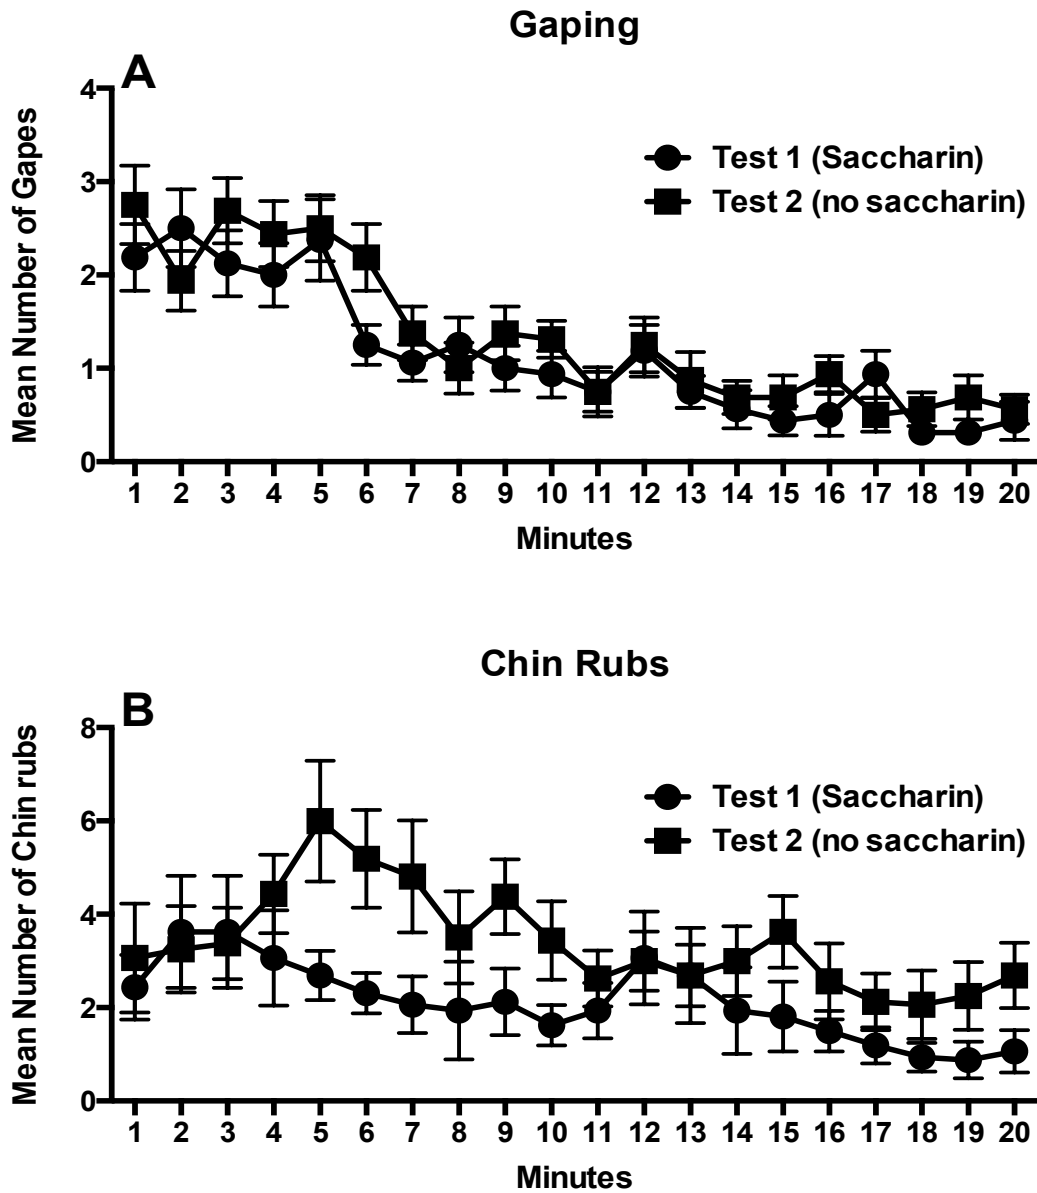 Gaping
A
Mean Number of Gapes
4
3
2
1
0
Test 1 (Saccharin)
Test 2 (no saccharin)
1 2 3 4 5 6 7 8 9 10 11 12 13 14 15 16 17 18 19 20
Minutes
Chin Rubs
B
Mean Number of Chin rubs
8
6
4
2
0
Test 1 (Saccharin)
Test 2 (no saccharin)
1 2 3 4 5 6 7 8 9 10 11 12 13 14 15 16 17 18 19 20
Minutes